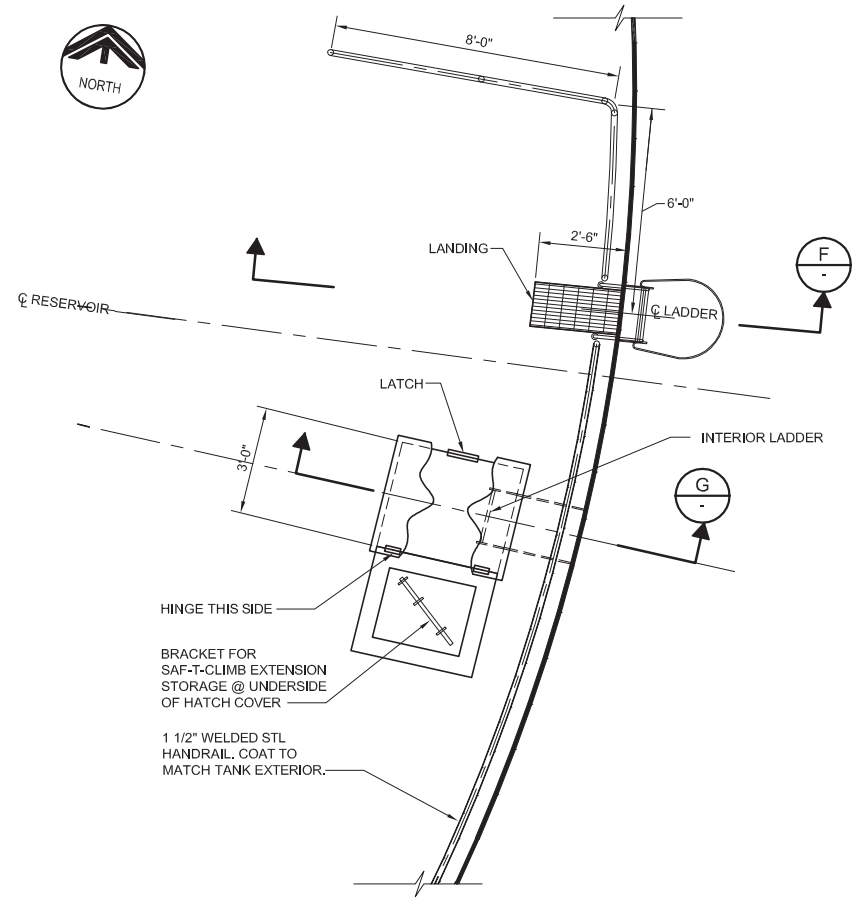 8'-0"
NORTH
6'-0"
2'-6"
LANDING
F
-
℄ RESERVOIR
℄ LADDER
LATCH
3'-0"
INTERIOR LADDER
G
-
HINGE THIS SIDE
BRACKET FOR
SAF-T-CLIMB EXTENSION
STORAGE @ UNDERSIDE
OF HATCH COVER
1 1/2" WELDED STL
HANDRAIL. COAT TO
MATCH TANK EXTERIOR.